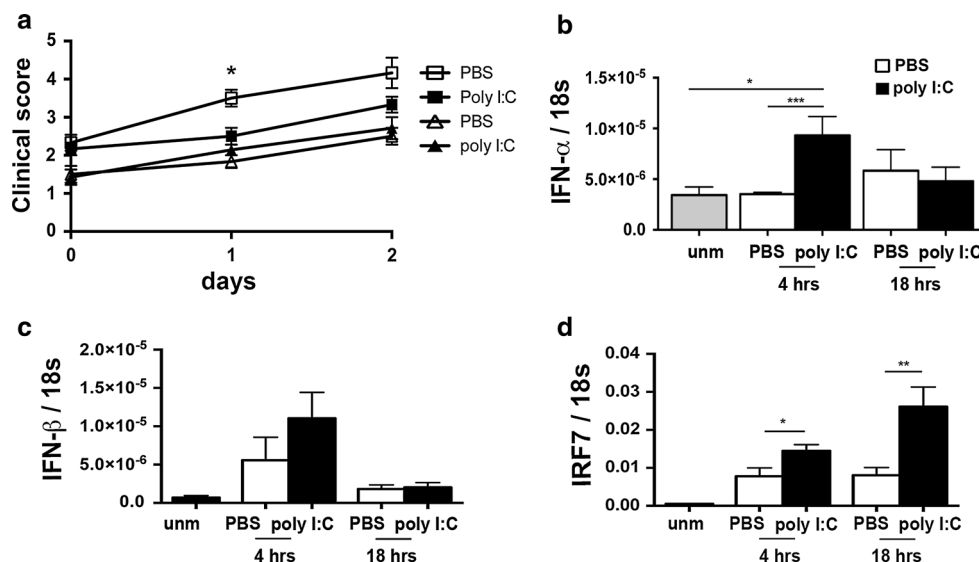 a
Clinical score
5
4
3
2
1
0
0
1
2
days
*
PBS
Poly I:C
PBS
poly I:C
b
IFN-α / 18s
1.5×10⁻⁵
1.0×10⁻⁵
5.0×10⁻⁶
0.0
*
***
PBS
poly I:C
unm
PBS poly I:C
PBS poly I:C
4 hrs
18 hrs
c
IFN-β / 18s
2.0×10⁻⁵
1.5×10⁻⁵
1.0×10⁻⁵
5.0×10⁻⁶
0.0
unm
PBS poly I:C
PBS poly I:C
4 hrs
18 hrs
d
IRF7 / 18s
0.04
0.03
0.02
0.01
0.00
*
**
unm
PBS poly I:C
PBS poly I:C
4 hrs
18 hrs